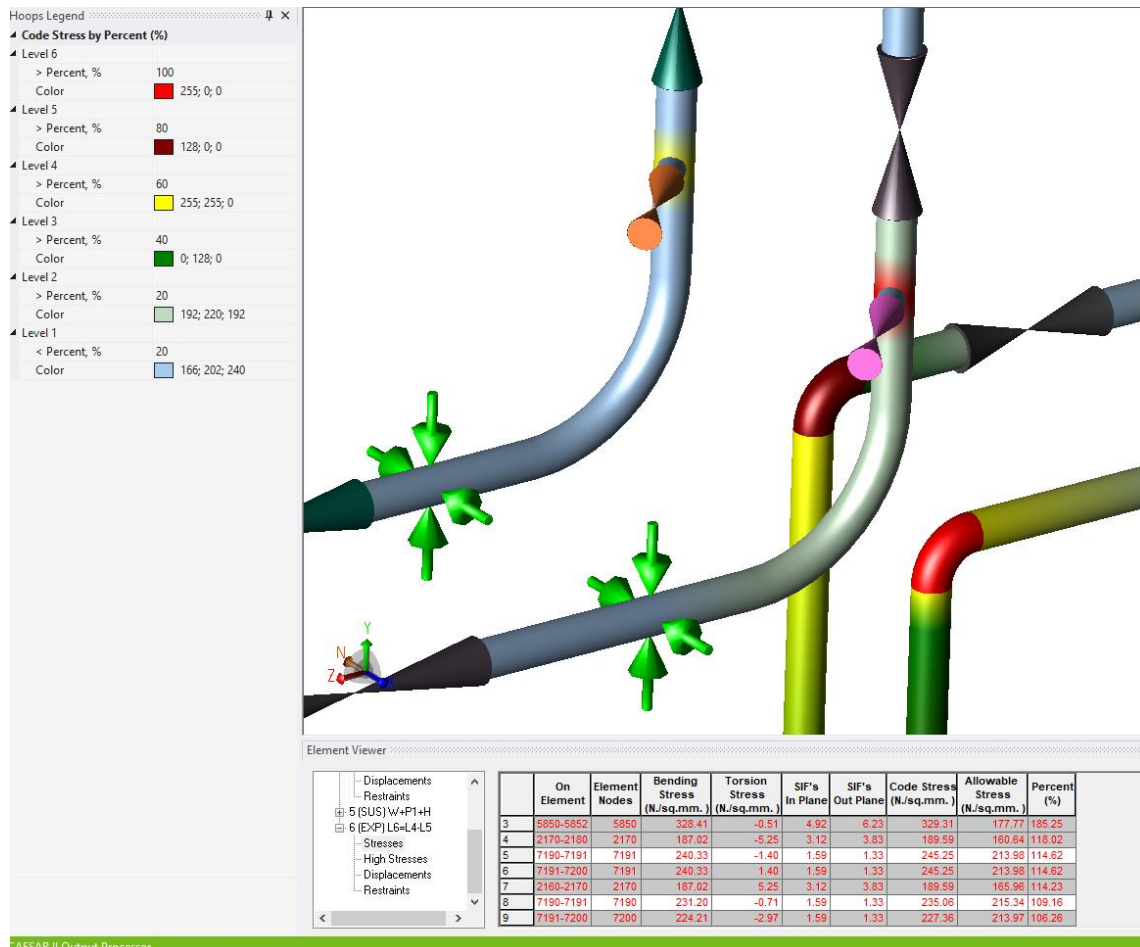 Hoops Legend
Code Stress by Percent (%)
Level 6
> Percent, % 100
Color 255; 0; 0
Level 5
> Percent, % 80
Color 128; 0; 0
Level 4
> Percent, % 60
Color 255; 255; 0
Level 3
> Percent, % 40
Color 0; 128; 0
Level 2
> Percent, % 20
Color 192; 220; 192
Level 1
< Percent, % 20
Color 166; 202; 240
Y
N
Z
Element Viewer
Displacements
Restraints
5 (SUS) W+P1+H
6 (EXP) L6=L4-L5
Stresses
High Stresses
Displacements
Restraints
On Element Element Nodes Bending Stress (N./sq.mm. ) Torsion Stress (N./sq.mm. ) SIF's In Plane SIF's Out Plane Code Stress (N./sq.mm. ) Allowable Stress (N./sq.mm. ) Percent (%)
3 5850-5852 5850 328.41 -0.51 4.92 6.23 329.31 177.77 185.25
4 2170-2180 2170 187.02 -5.25 3.12 3.83 189.59 160.64 118.02
5 7190-7191 7191 240.33 -1.40 1.59 1.33 245.25 213.98 114.62
6 7191-7200 7191 240.33 1.40 1.59 1.33 245.25 213.98 114.62
7 2160-2170 2170 187.02 5.25 3.12 3.83 189.59 165.96 114.23
8 7190-7191 7190 231.20 -0.71 1.59 1.33 235.06 215.34 109.16
9 7191-7200 7200 224.21 -2.97 1.59 1.33 227.36 213.97 106.26
CAESAR II Output Processor